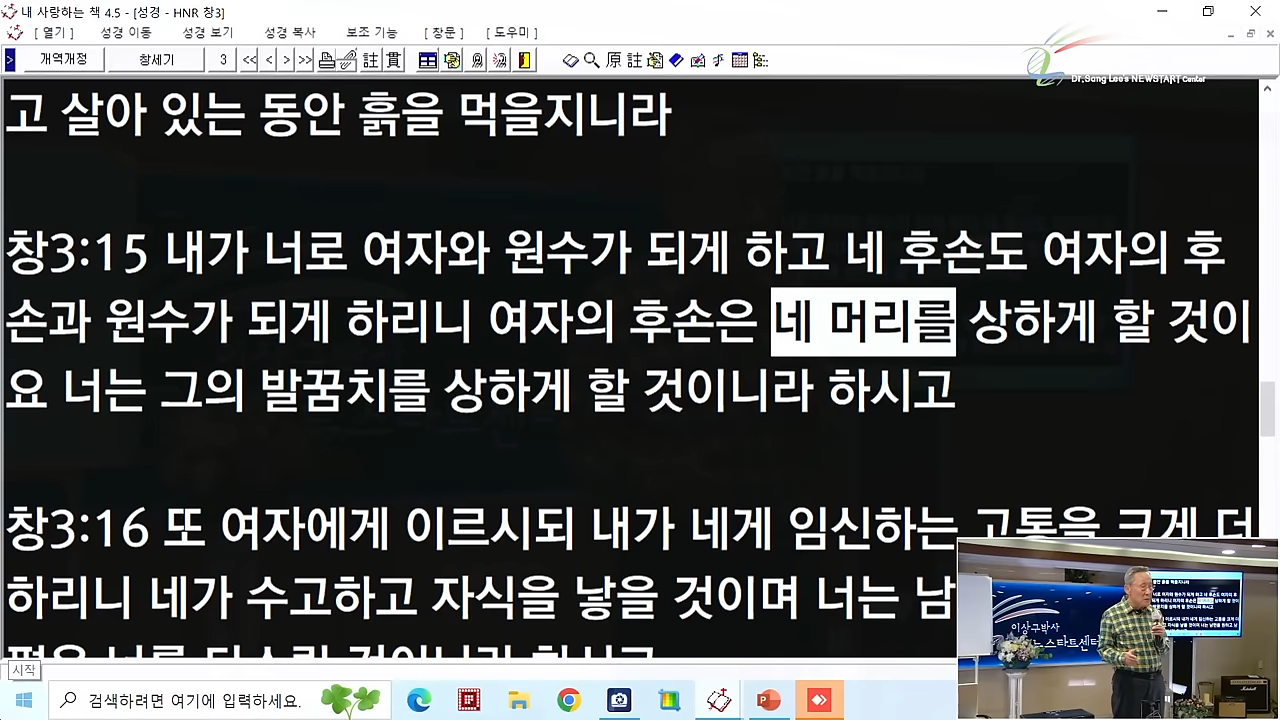 내 사랑하는 책 4.5 - [성경 - HNR 창3]
[ 열기 ] 성경 이동 성경 보기 성경 복사 보조 기능 [ 창문 ] [ 도우미 ]
개역개정 창세기 3 << < > >> 註 貫 原 註
Dr.Sang Lee's NEWSTART Center
고 살아 있는 동안 흙을 먹을지니라
창3:15 내가 너로 여자와 원수가 되게 하고 네 후손도 여자의 후
손과 원수가 되게 하리니 여자의 후손은 네 머리를 상하게 할 것이
요 너는 그의 발꿈치를 상하게 할 것이니라 하시고
창3:16 또 여자에게 이르시되 내가 네게 임신하는 고통을 크게 더
하리니 네가 수고하고 자식을 낳을 것이며 너는 남
이상구박사
시작
검색하려면 여기에 입력하세요.